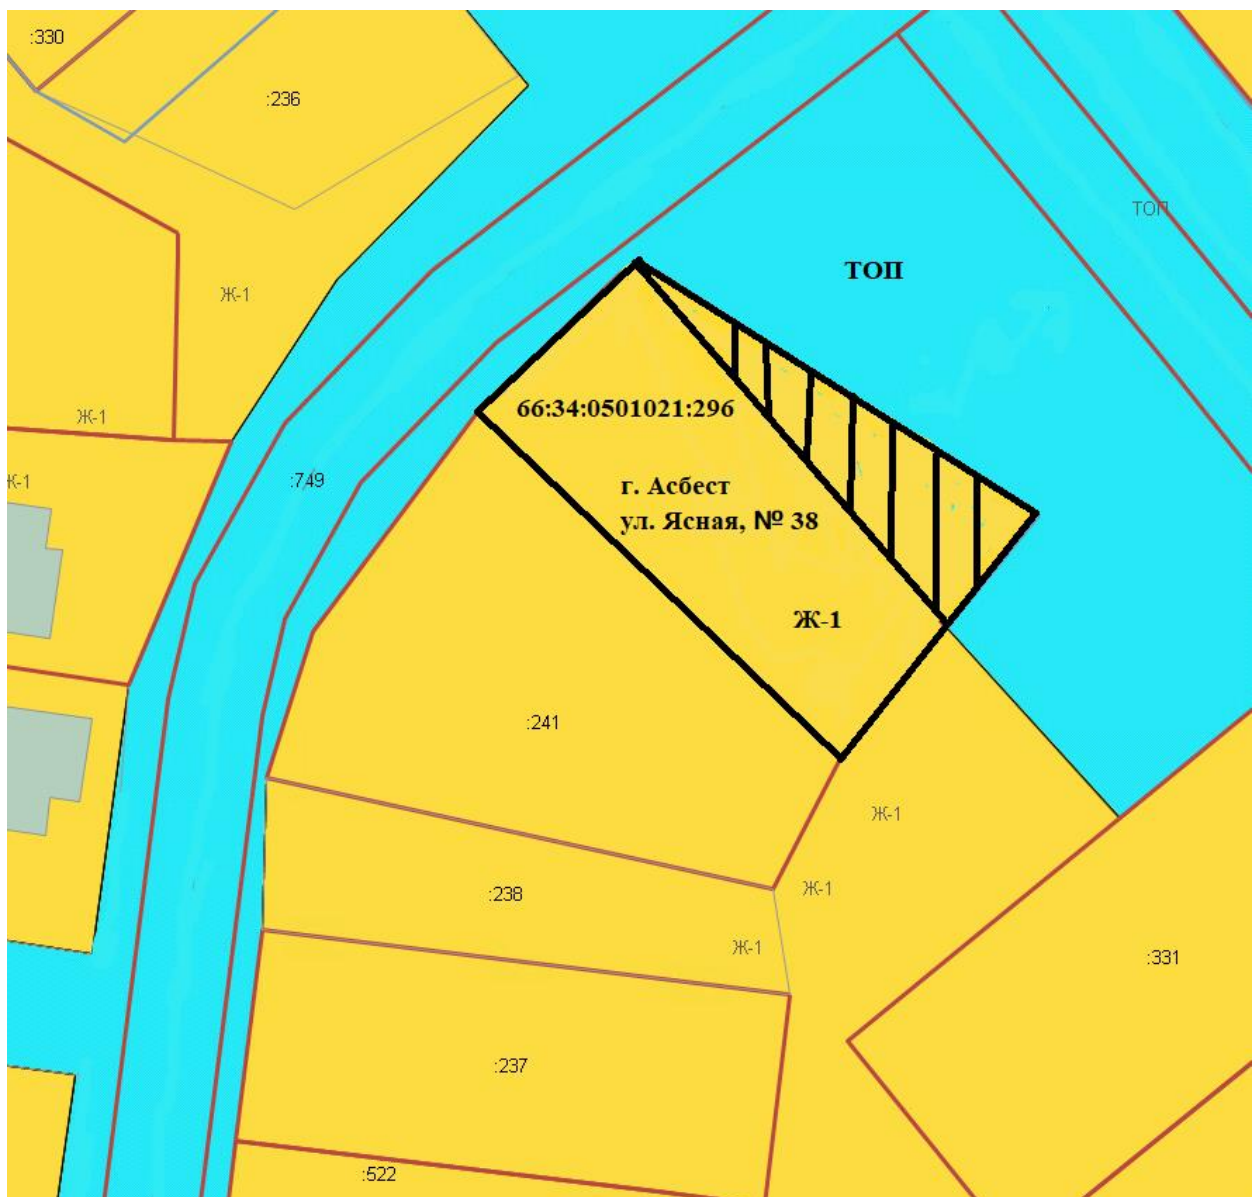 :330
:236
ТОП
ТОП
Ж-1
66:34:0501021:296
Ж-1
Ж-1
:749
г. Асбест
ул. Ясная, № 38
Ж-1
:241
Ж-1
Ж-1
:238
Ж-1
:331
:237
:522